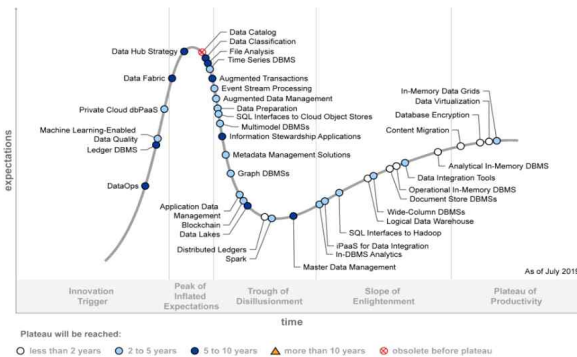 Data Catalog
Data Classification
File Analysis
Time Series DBMS
Data Hub Strategy
Data Fabric
Augmented Transactions
Event Stream Processing
Augmented Data Management
Data Preparation
SQL Interfaces to Cloud Object Stores
Multimodel DBMSs
Information Stewardship Applications
Private Cloud dbPaaS
Machine Learning-Enabled
Data Quality
Ledger DBMS
Metadata Management Solutions
Graph DBMSs
DataOps
Application Data
Management
Blockchain
Data Lakes
Distributed Ledgers
Spark
Master Data Management
In-DBMS Analytics
iPaaS for Data Integration
SQL Interfaces to Hadoop
Logical Data Warehouse
Wide-Column DBMSs
Document Store DBMSs
Operational In-Memory DBMS
Data Integration Tools
Analytical In-Memory DBMS
Content Migration
Database Encryption
Data Virtualization
In-Memory Data Grids
expectations
As of July 2019
Innovation
Trigger
Peak of
Inflated
Expectations
Trough of
Disillusionment
Slope of
Enlightenment
Plateau of
Productivity
time
Plateau will be reached:
less than 2 years
2 to 5 years
5 to 10 years
more than 10 years
obsolete before plateau